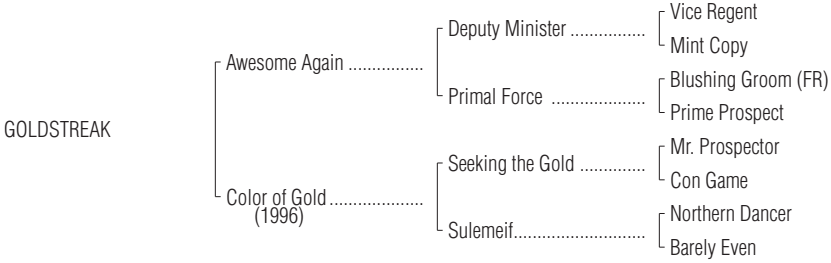 Vice Regent
Deputy Minister ................
Mint Copy
Awesome Again ................
Blushing Groom (FR)
Primal Force ....................
Prime Prospect
GOLDSTREAK
Mr. Prospector
Seeking the Gold ..............
Con Game
Color of Gold....................
(1996)
Northern Dancer
Sulemeif............................
Barely Even